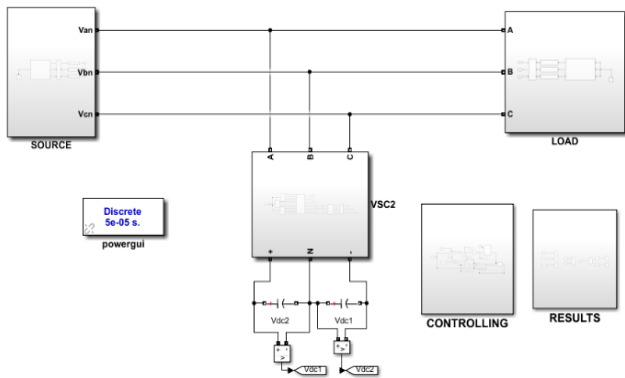 Van
A
Vbn
B
Vcn
C
SOURCE
LOAD
A
B
C
VSC2
Discrete
5e-05 s.
powergui
+
N
-
Vdc2
Vdc1
CONTROLLING
RESULTS
+ -
v
+ -
v
Vdc1
Vdc2